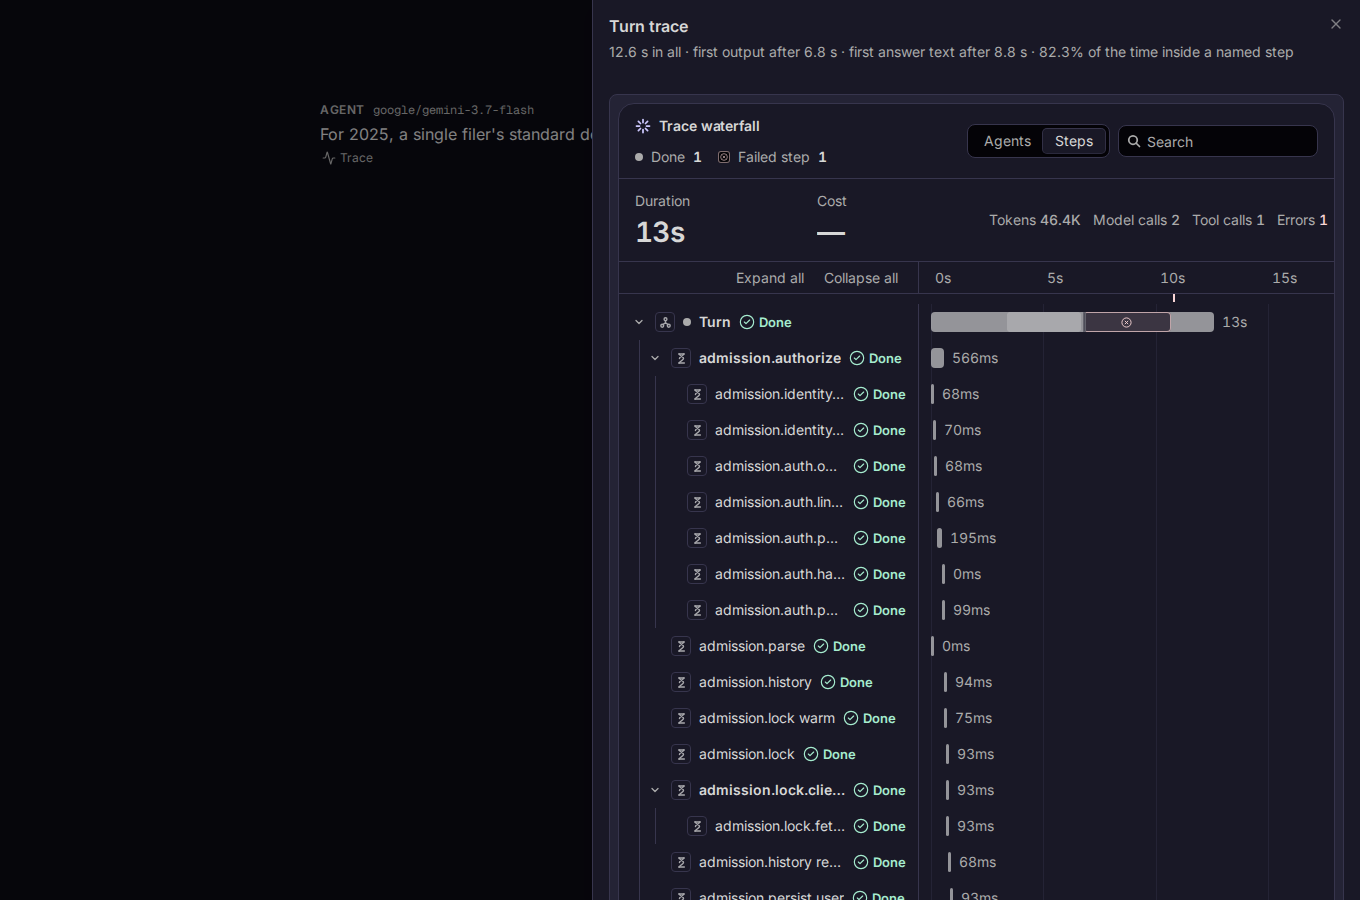 Turn trace
12.6 s in all · first output after 6.8 s · first answer text after 8.8 s · 82.3% of the time inside a named step
AGENT google/gemini-3.7-flash
For 2025, a single filer's standard d
Trace
Trace waterfall
Done 1 Failed step 1
Agents Steps Search
Duration Cost
13s —
Tokens 46.4K Model calls 2 Tool calls 1 Errors 1
Expand all Collapse all 0s 5s 10s 15s
Turn Done 13s
admission.authorize Done 566ms
admission.identity... Done 68ms
admission.identity... Done 70ms
admission.auth.o... Done 68ms
admission.auth.lin... Done 66ms
admission.auth.p... Done 195ms
admission.auth.ha... Done 0ms
admission.auth.p... Done 99ms
admission.parse Done 0ms
admission.history Done 94ms
admission.lock warm Done 75ms
admission.lock Done 93ms
admission.lock.clie... Done 93ms
admission.lock.fet... Done 93ms
admission.history re... Done 68ms
admission.persist user Done 93ms